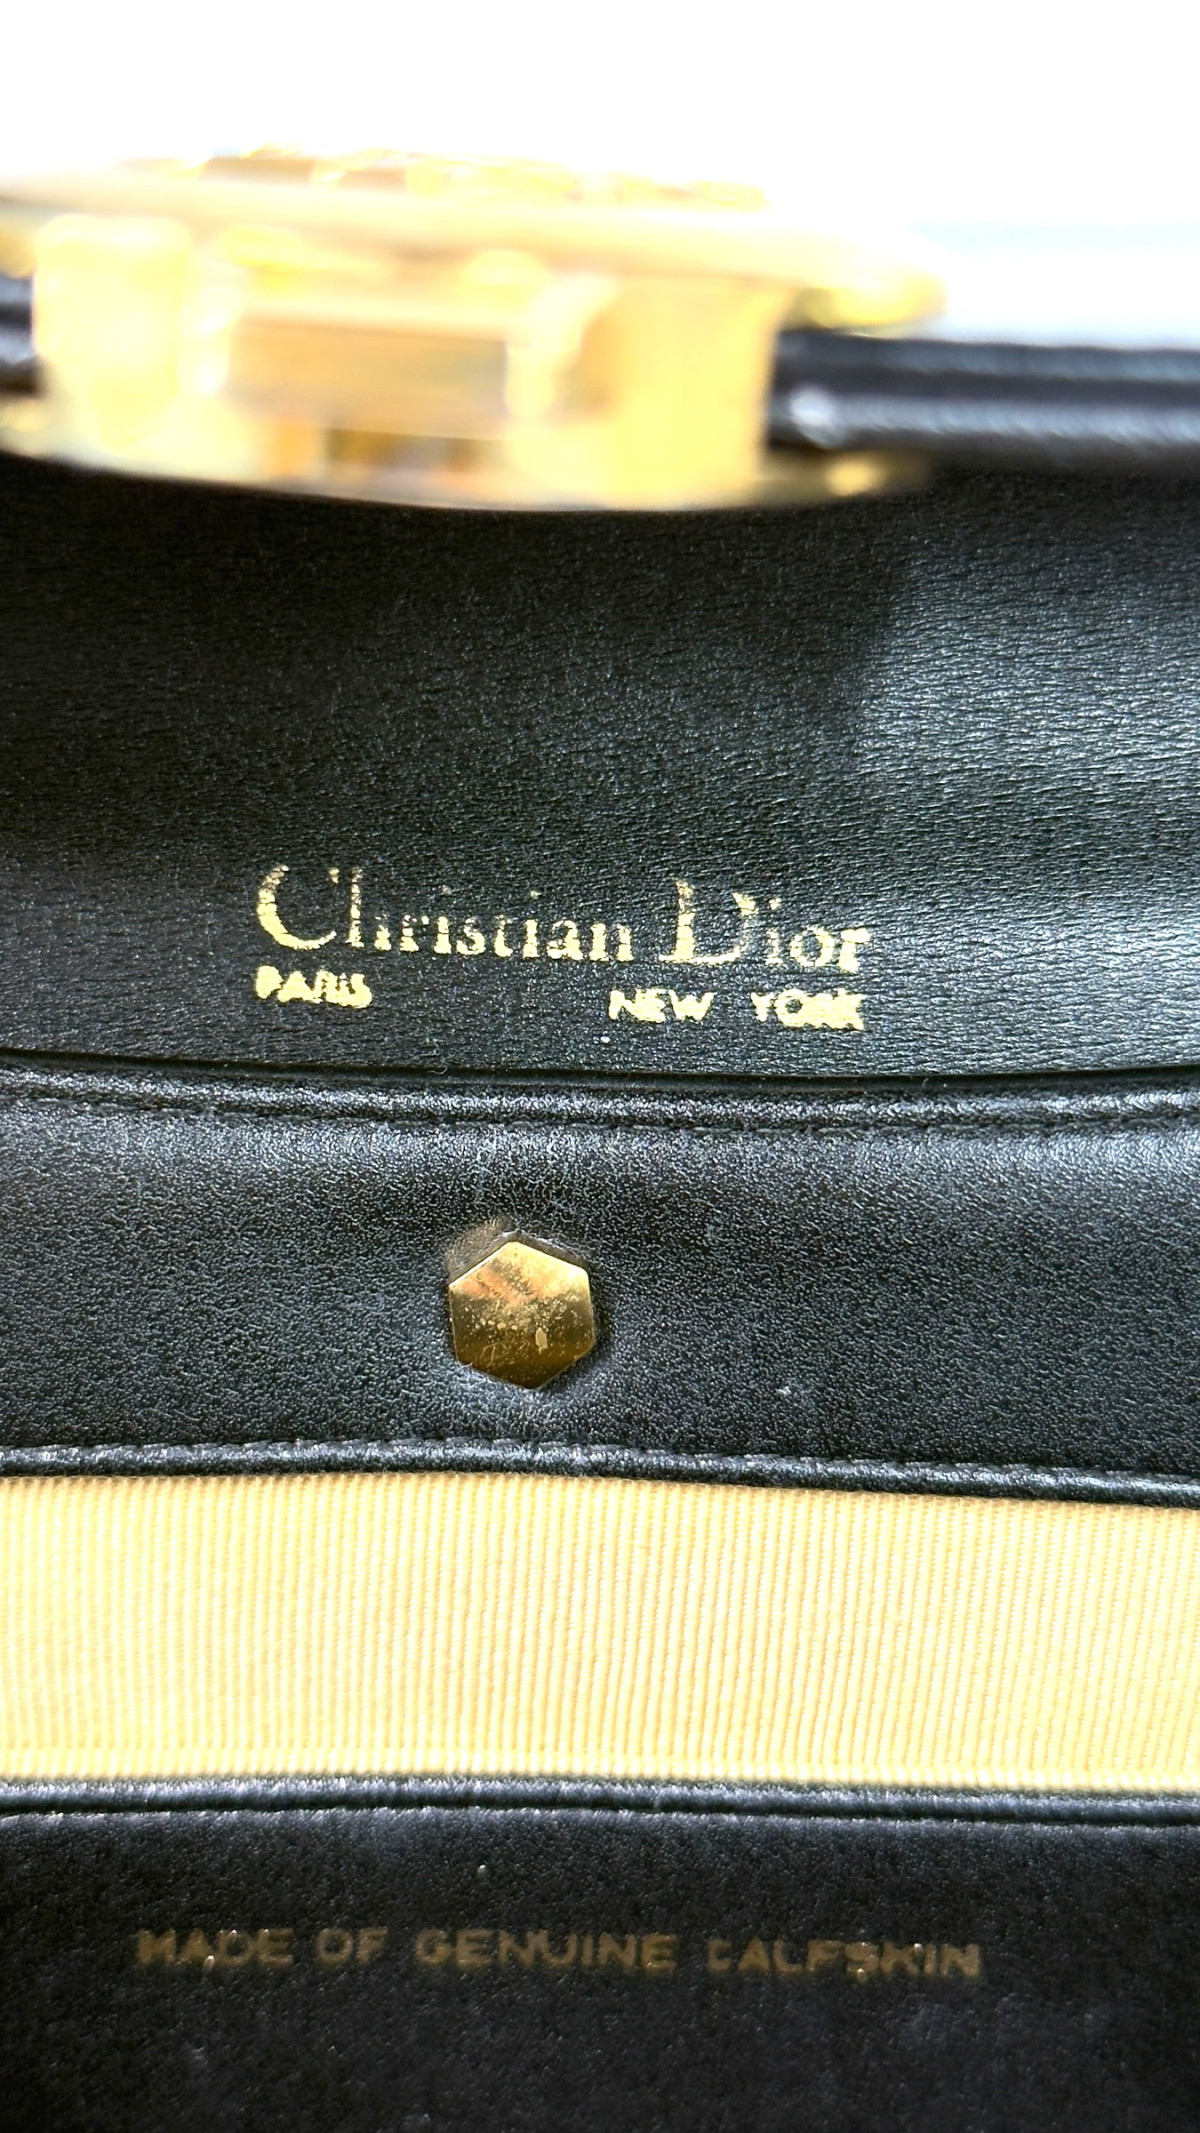 Christian Dior
PARIS NEW YORK
MADE OF GENUINE CALFSKIN